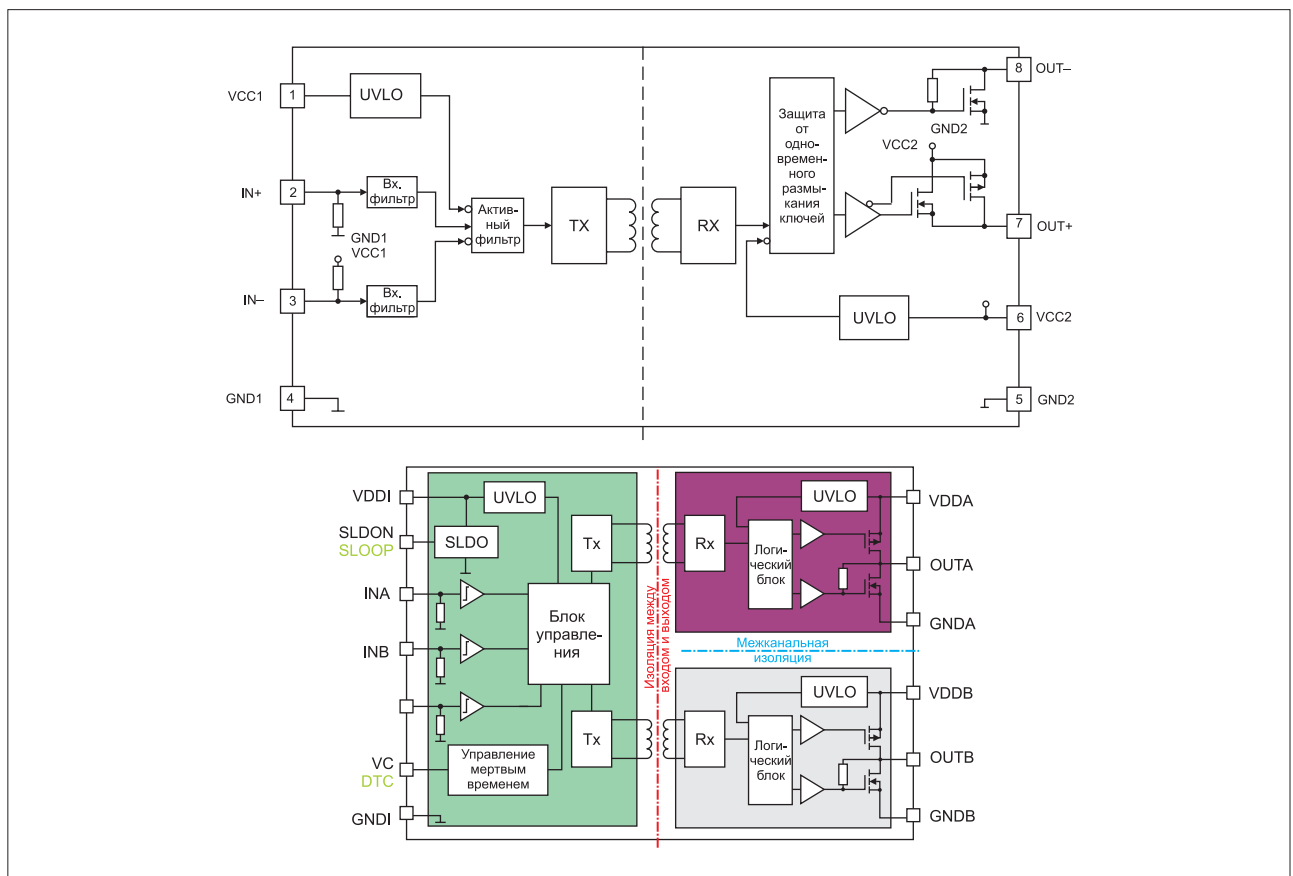 VCC1
1
UVLO
IN+
2
Вх.
фильтр
GND1
VCC1
IN–
3
Вх.
фильтр
GND1
4
Актив-
ный
фильтр
TX
RX
Защита
от
одно-
времен-
ного
размы-
кания
ключей
8
OUT–
GND2
VCC2
7
OUT+
UVLO
6
VCC2
5
GND2
VDDI
UVLO
SLDON
SLOOP
SLDO
INA
INB
Блок
управле-
ния
Tx
Tx
VC
DTC
Управление
мертвым
временем
GNDI
Изоляция между
входом и выходом
Rx
UVLO
Логи-
ческий
блок
VDDA
OUTA
GNDA
Межканальная
изоляция
Rx
UVLO
Логи-
ческий
блок
VDDB
OUTB
GNDB